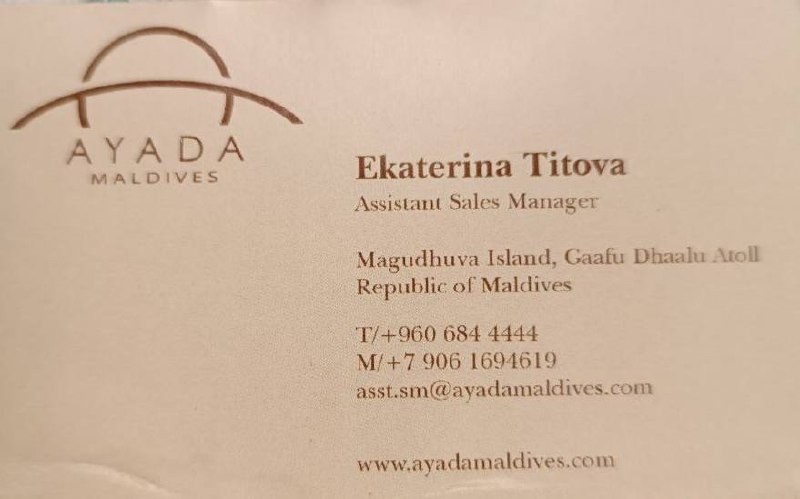 AYADA
MALDIVES
Ekaterina Titova
Assistant Sales Manager
Magudhuva Island, Gaafu Dhaalu Atoll
Republic of Maldives
T/+960 684 4444
M/+7 906 1694619
asst.sm@ayadamaldives.com
www.ayadamaldives.com